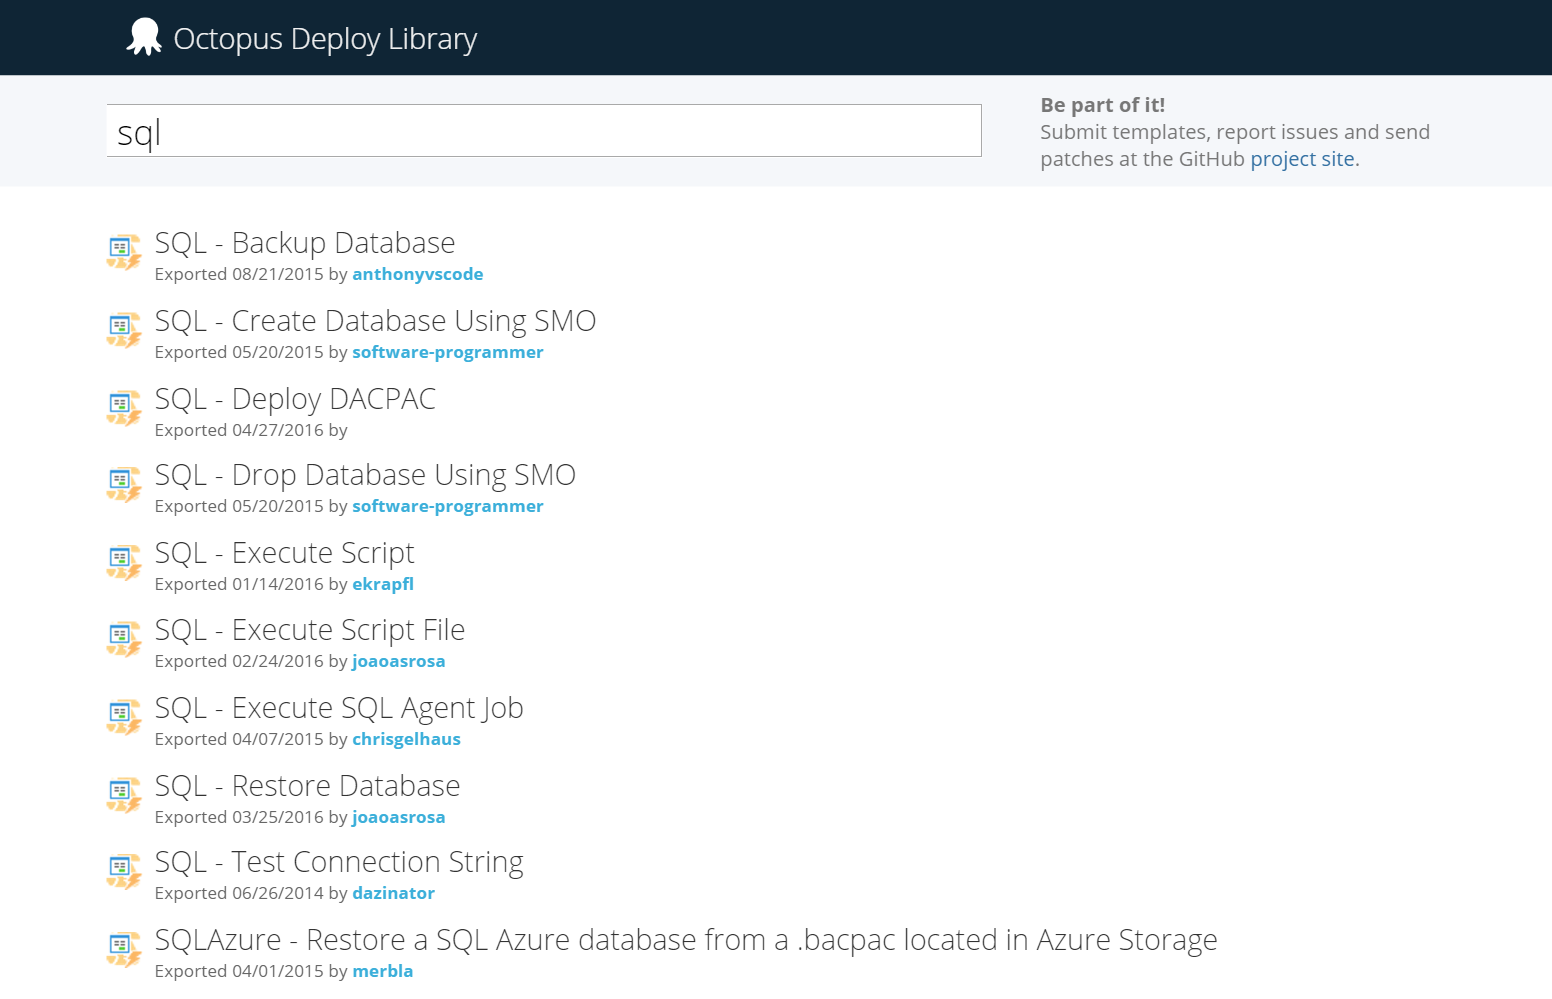 Octopus Deploy Library
sql
Be part of it!
Submit templates, report issues and send
patches at the GitHub project site.
SQL - Backup Database
Exported 08/21/2015 by anthonyvscode
SQL - Create Database Using SMO
Exported 05/20/2015 by software-programmer
SQL - Deploy DACPAC
Exported 04/27/2016 by
SQL - Drop Database Using SMO
Exported 05/20/2015 by software-programmer
SQL - Execute Script
Exported 01/14/2016 by ekrapfl
SQL - Execute Script File
Exported 02/24/2016 by joaoasrosa
SQL - Execute SQL Agent Job
Exported 04/07/2015 by chrisgelhaus
SQL - Restore Database
Exported 03/25/2016 by joaoasrosa
SQL - Test Connection String
Exported 06/26/2014 by dazinator
SQLAzure - Restore a SQL Azure database from a .bacpac located in Azure Storage
Exported 04/01/2015 by merbla